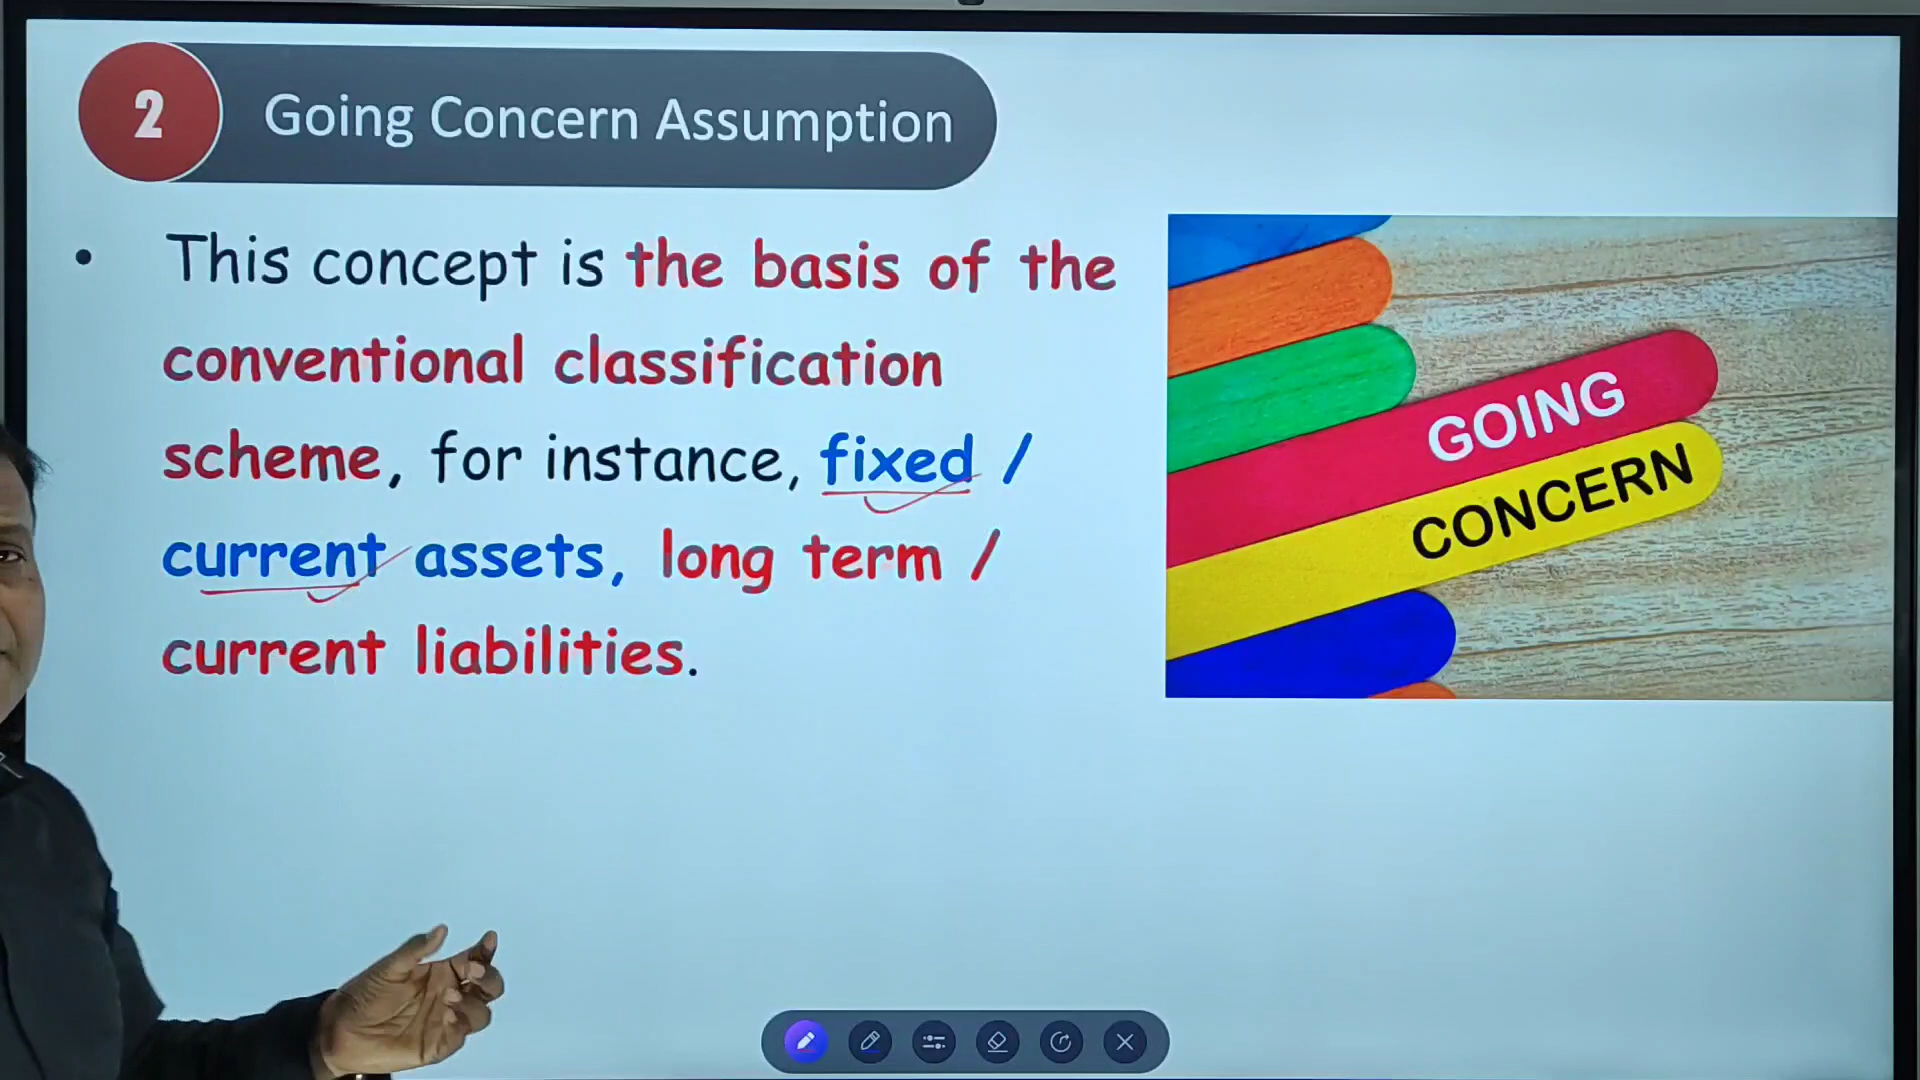 2
Going Concern Assumption
• This concept is the basis of the
conventional classification
scheme, for instance, fixed /
current assets, long term /
current liabilities.
GOING
CONCERN